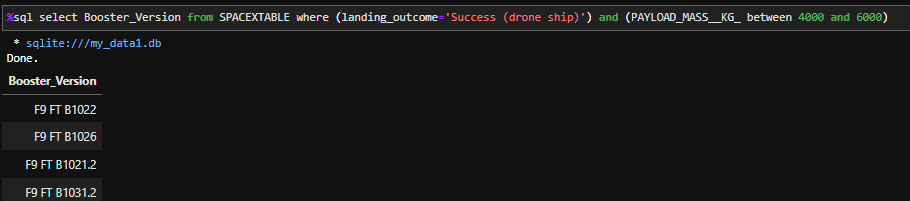 %sql select Booster_Version from SPACEXTABLE where (landing_outcome='Success (drone ship)') and (PAYLOAD_MASS__KG_ between 4000 and 6000)
* sqlite:///my_data1.db
Done.
Booster_Version
F9 FT B1022
F9 FT B1026
F9 FT B1021.2
F9 FT B1031.2